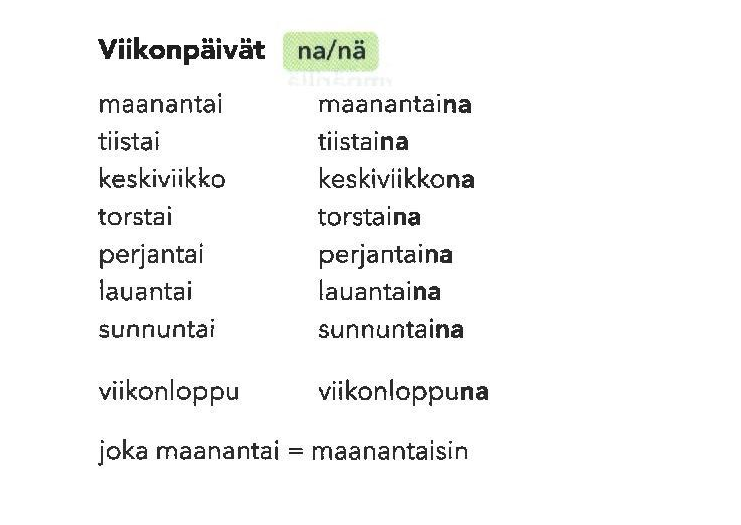 Viikonpäivät na/nä
maanantai maanantaina
tiistai tiistaina
keskiviikko keskiviikkona
torstai torstaina
perjantai perjantaina
lauantai lauantaina
sunnuntai sunnuntaina
viikonloppu viikonloppuna
joka maanantai = maanantaisin